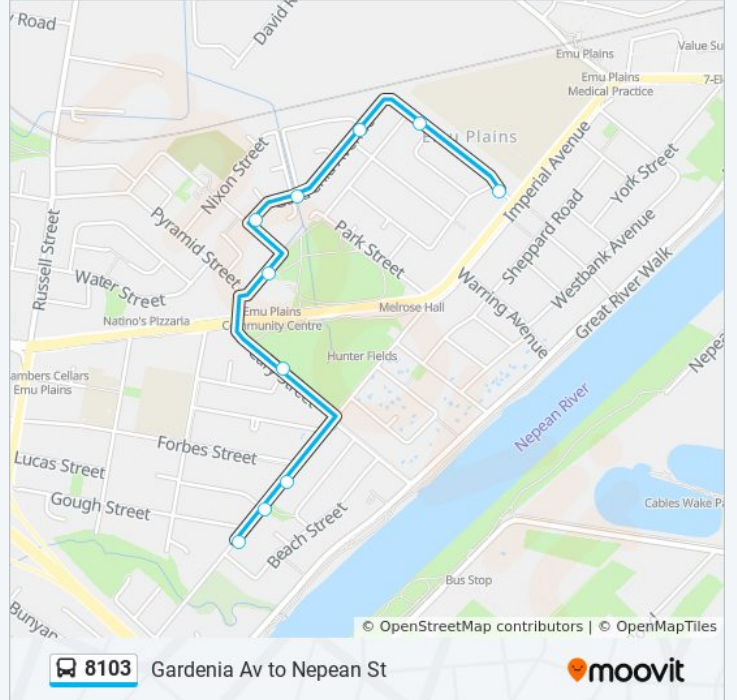 y Road
David R
Emu Plains
Value Su
Emu Plains
Medical Practice
7-El
Emu Plains
Nixon Street
Imperial Avenue
York Street
Sheppard Road
Westbank Avenue
Great River Walk
Russell Street
Pyramid Street
Park Street
Water Street
Warring Avenue
Natino's Pizzaria
Emu Plains
Community Centre
Melrose Hall
Hunter Fields
Street
ambers Cellars
Emu Plains
Nepea
Nepean River
Forbes Street
Lucas Street
Gough Street
Beach Street
Cables Wake Pa
Bus Stop
Bunyan
© OpenStreetMap contributors | © OpenMapTiles
8103 Gardenia Av to Nepean St
moovit